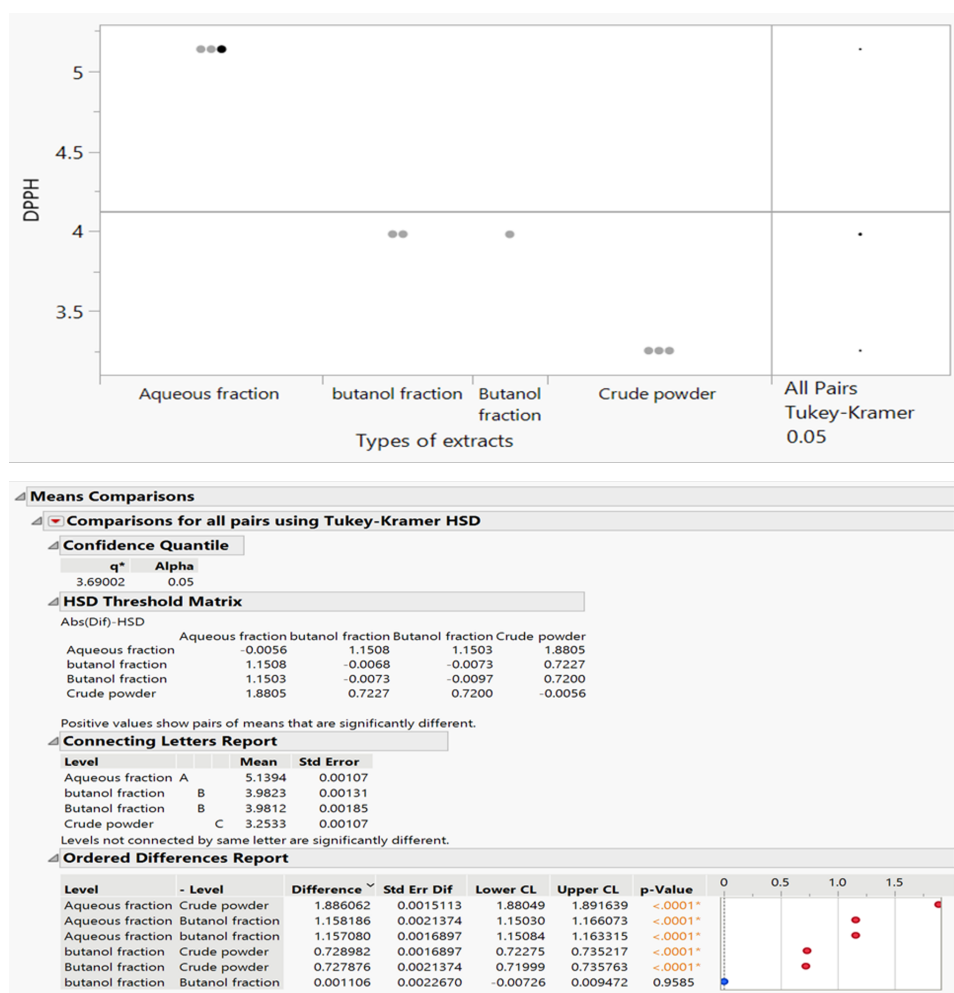 5
4.5
4
3.5
DPPH
Aqueous fraction butanol fraction Butanol fraction Crude powder
Types of extracts
All Pairs
Tukey-Kramer
0.05
Means Comparisons
Comparisons for all pairs using Tukey-Kramer HSD
Confidence Quantile
q* Alpha
3.69002 0.05
HSD Threshold Matrix
Abs(Dif)-HSD
Aqueous fraction butanol fraction Butanol fraction Crude powder
Aqueous fraction -0.0056 1.1508 1.1503 1.8805
butanol fraction 1.1508 -0.0068 -0.0073 0.7227
Butanol fraction 1.1503 -0.0073 -0.0097 0.7200
Crude powder 1.8805 0.7227 0.7200 -0.0056
Positive values show pairs of means that are significantly different.
Connecting Letters Report
Level Mean Std Error
Aqueous fraction A 5.1394 0.00107
butanol fraction B 3.9823 0.00131
Butanol fraction B 3.9812 0.00185
Crude powder C 3.2533 0.00107
Levels not connected by same letter are significantly different.
Ordered Differences Report
Level - Level Difference Std Err Dif Lower CL Upper CL p-Value 0 0.5 1.0 1.5
Aqueous fraction Crude powder 1.886062 0.0015113 1.88049 1.891639 <.0001*
Aqueous fraction Butanol fraction 1.158186 0.0021374 1.15030 1.166073 <.0001*
Aqueous fraction butanol fraction 1.157080 0.0016897 1.15084 1.163315 <.0001*
butanol fraction Crude powder 0.728982 0.0016897 0.72275 0.735217 <.0001*
Butanol fraction Crude powder 0.727876 0.0021374 0.71999 0.735763 <.0001*
butanol fraction Butanol fraction 0.001106 0.0022670 -0.00726 0.009472 0.9585